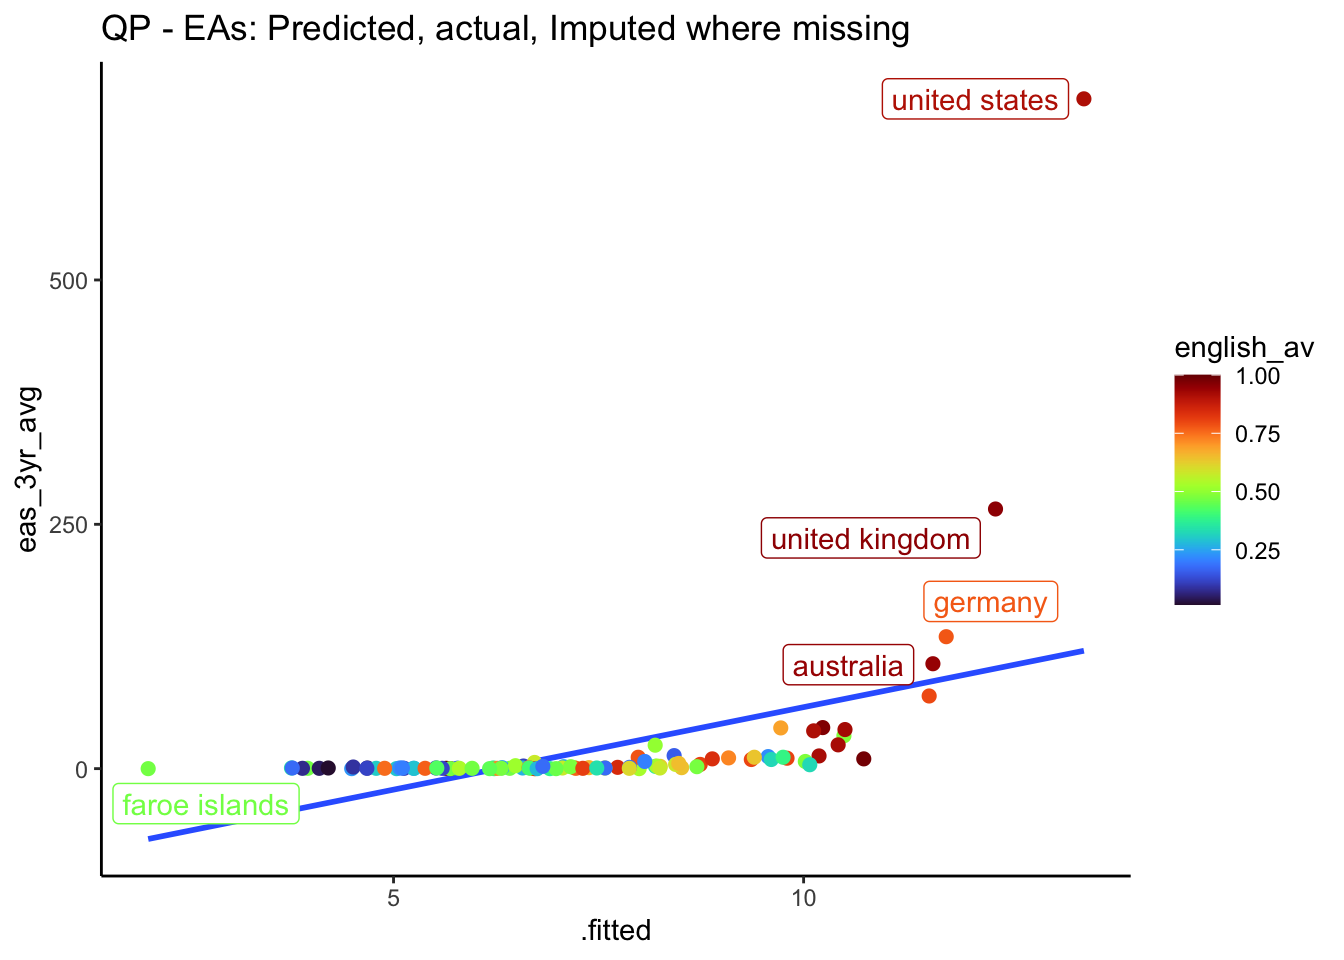 QP - EAs: Predicted, actual, Imputed where missing
united states
united kingdom
germany
australia
faroe islands
eas_3yr_avg
500
250
0
5
10
.fitted
english_av
1.00
0.75
0.50
0.25